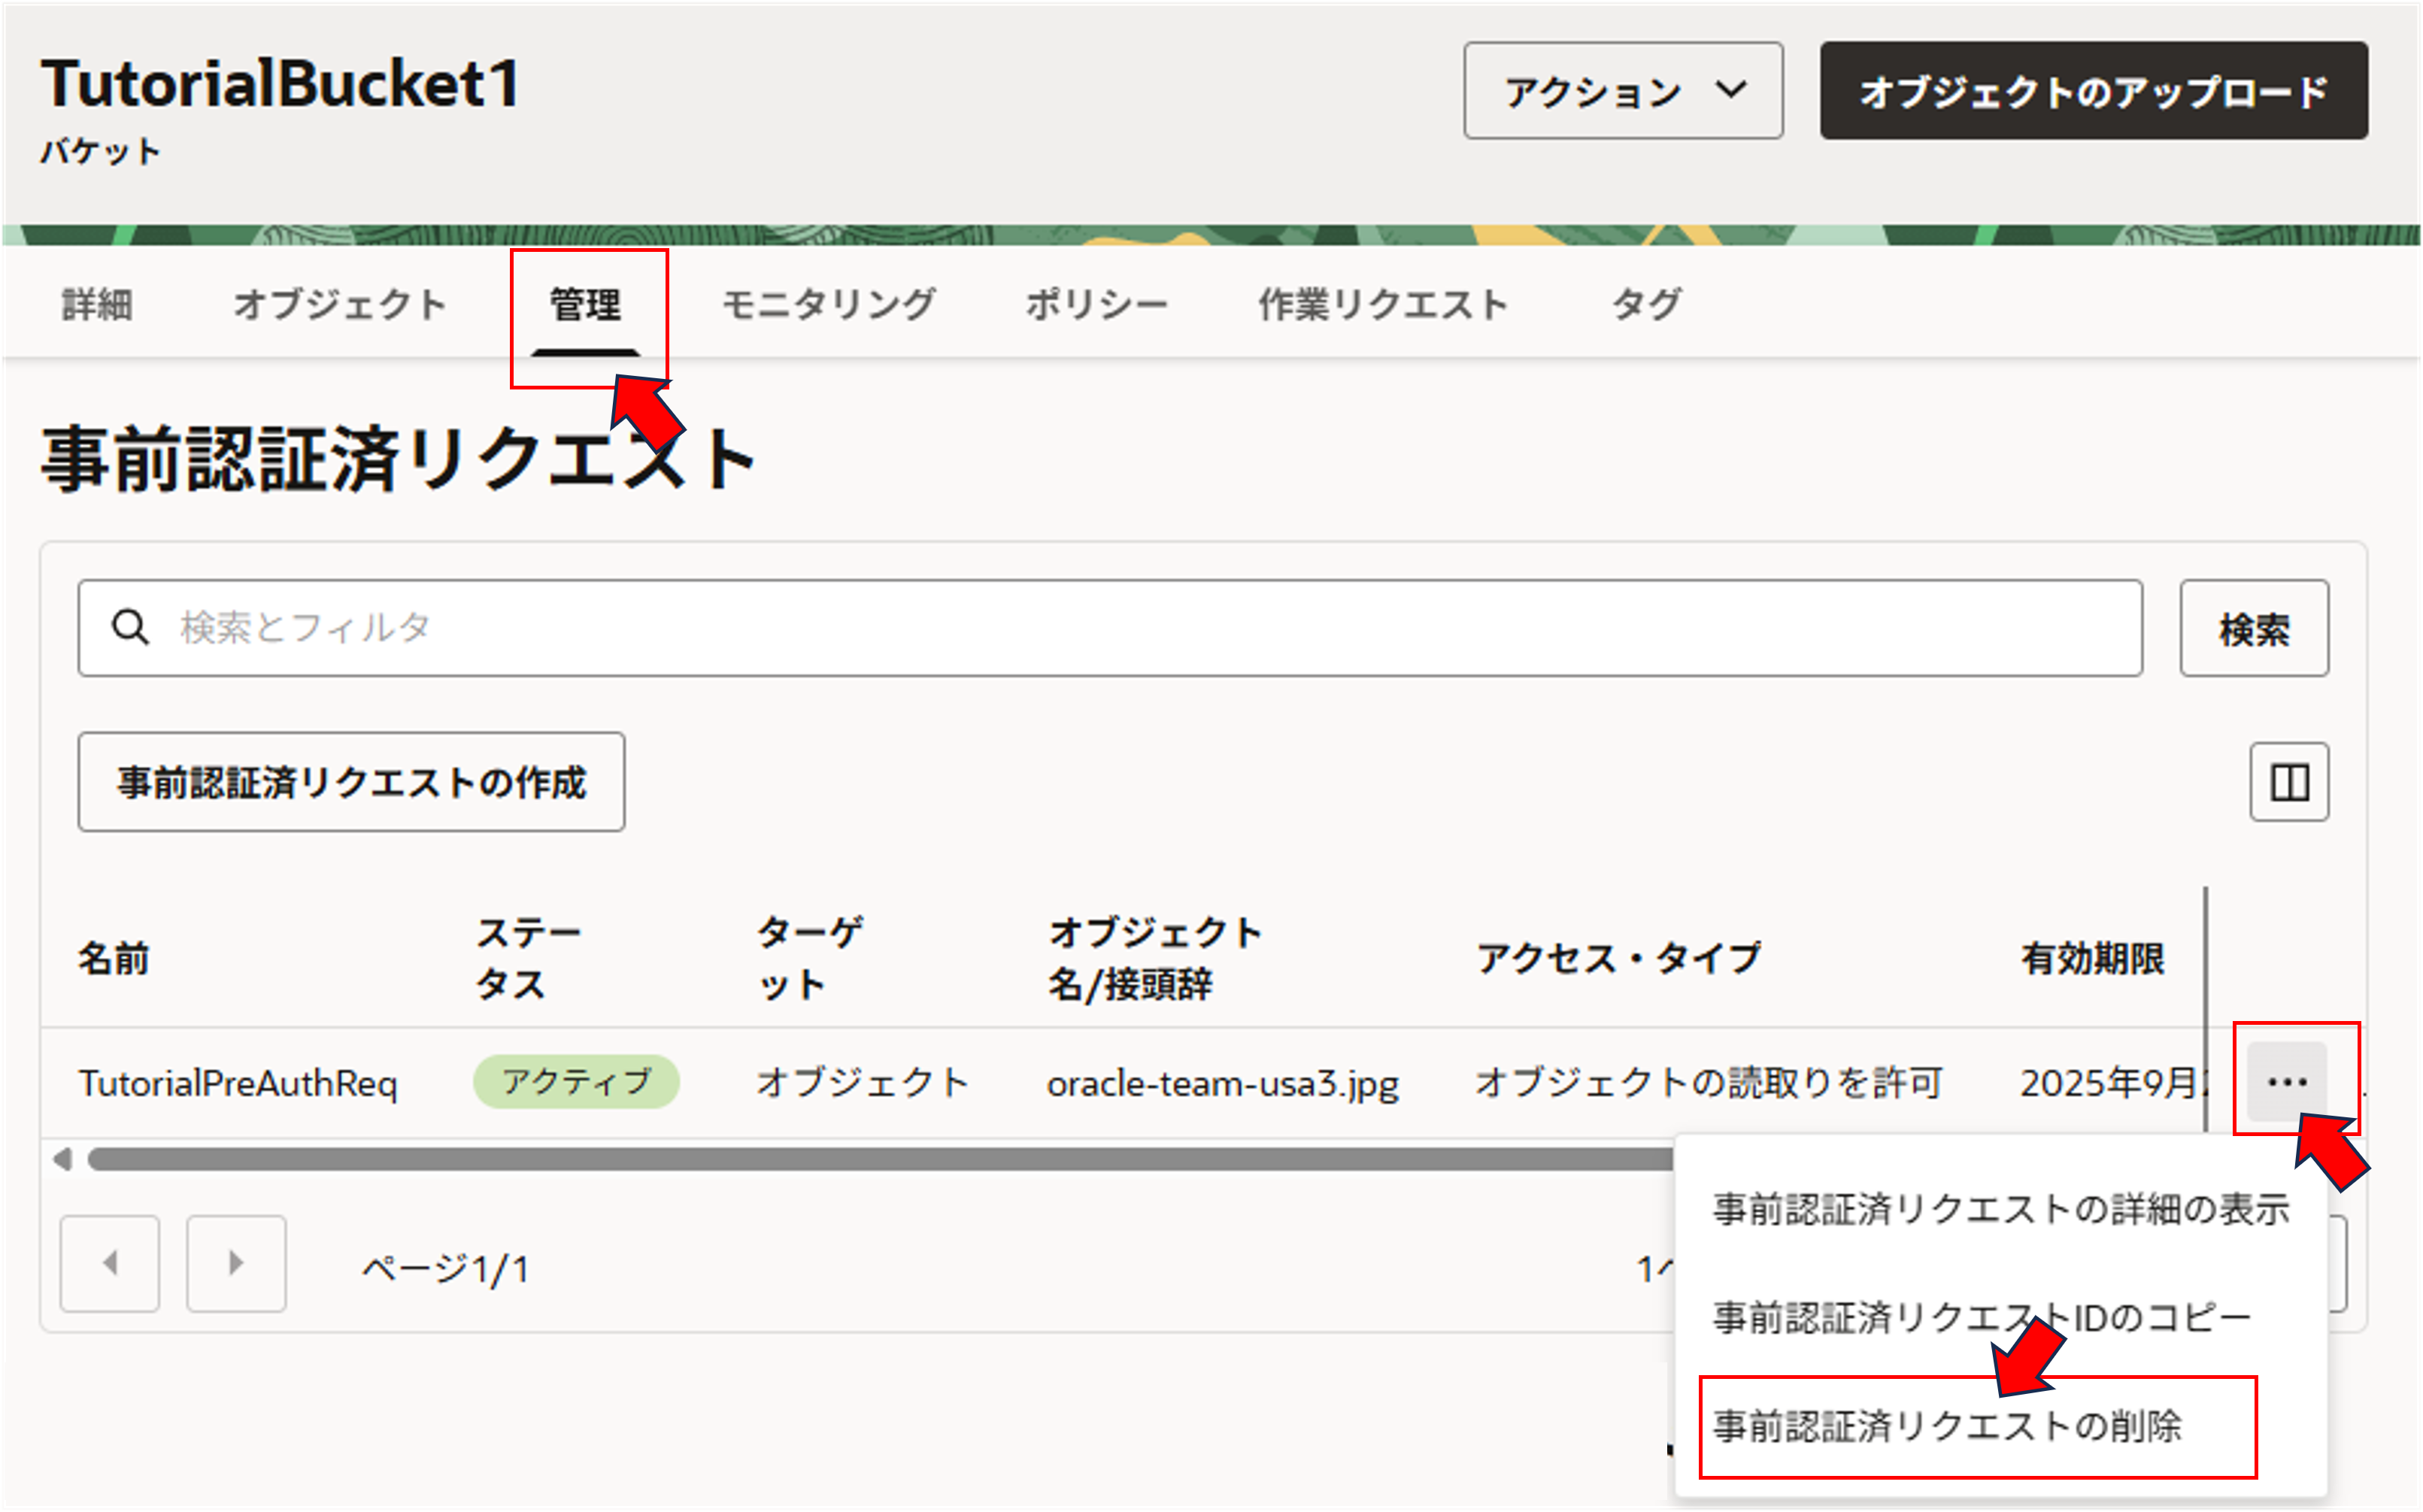 TutorialBucket1
バケット
アクション
オブジェクトのアップロード
詳細
オブジェクト
管理
モニタリング
ポリシー
作業リクエスト
タグ
事前認証済リクエスト
検索とフィルタ
検索
事前認証済リクエストの作成
名前
ステー
タス
ターゲ
ット
オブジェクト
名/接頭辞
アクセス・タイプ
有効期限
TutorialPreAuthReq
アクティブ
オブジェクト
oracle-team-usa3.jpg
オブジェクトの読取りを許可
2025年9月
...
ページ1/1
1ペ
事前認証済リクエストの詳細の表示
事前認証済リクエストIDのコピー
事前認証済リクエストの削除